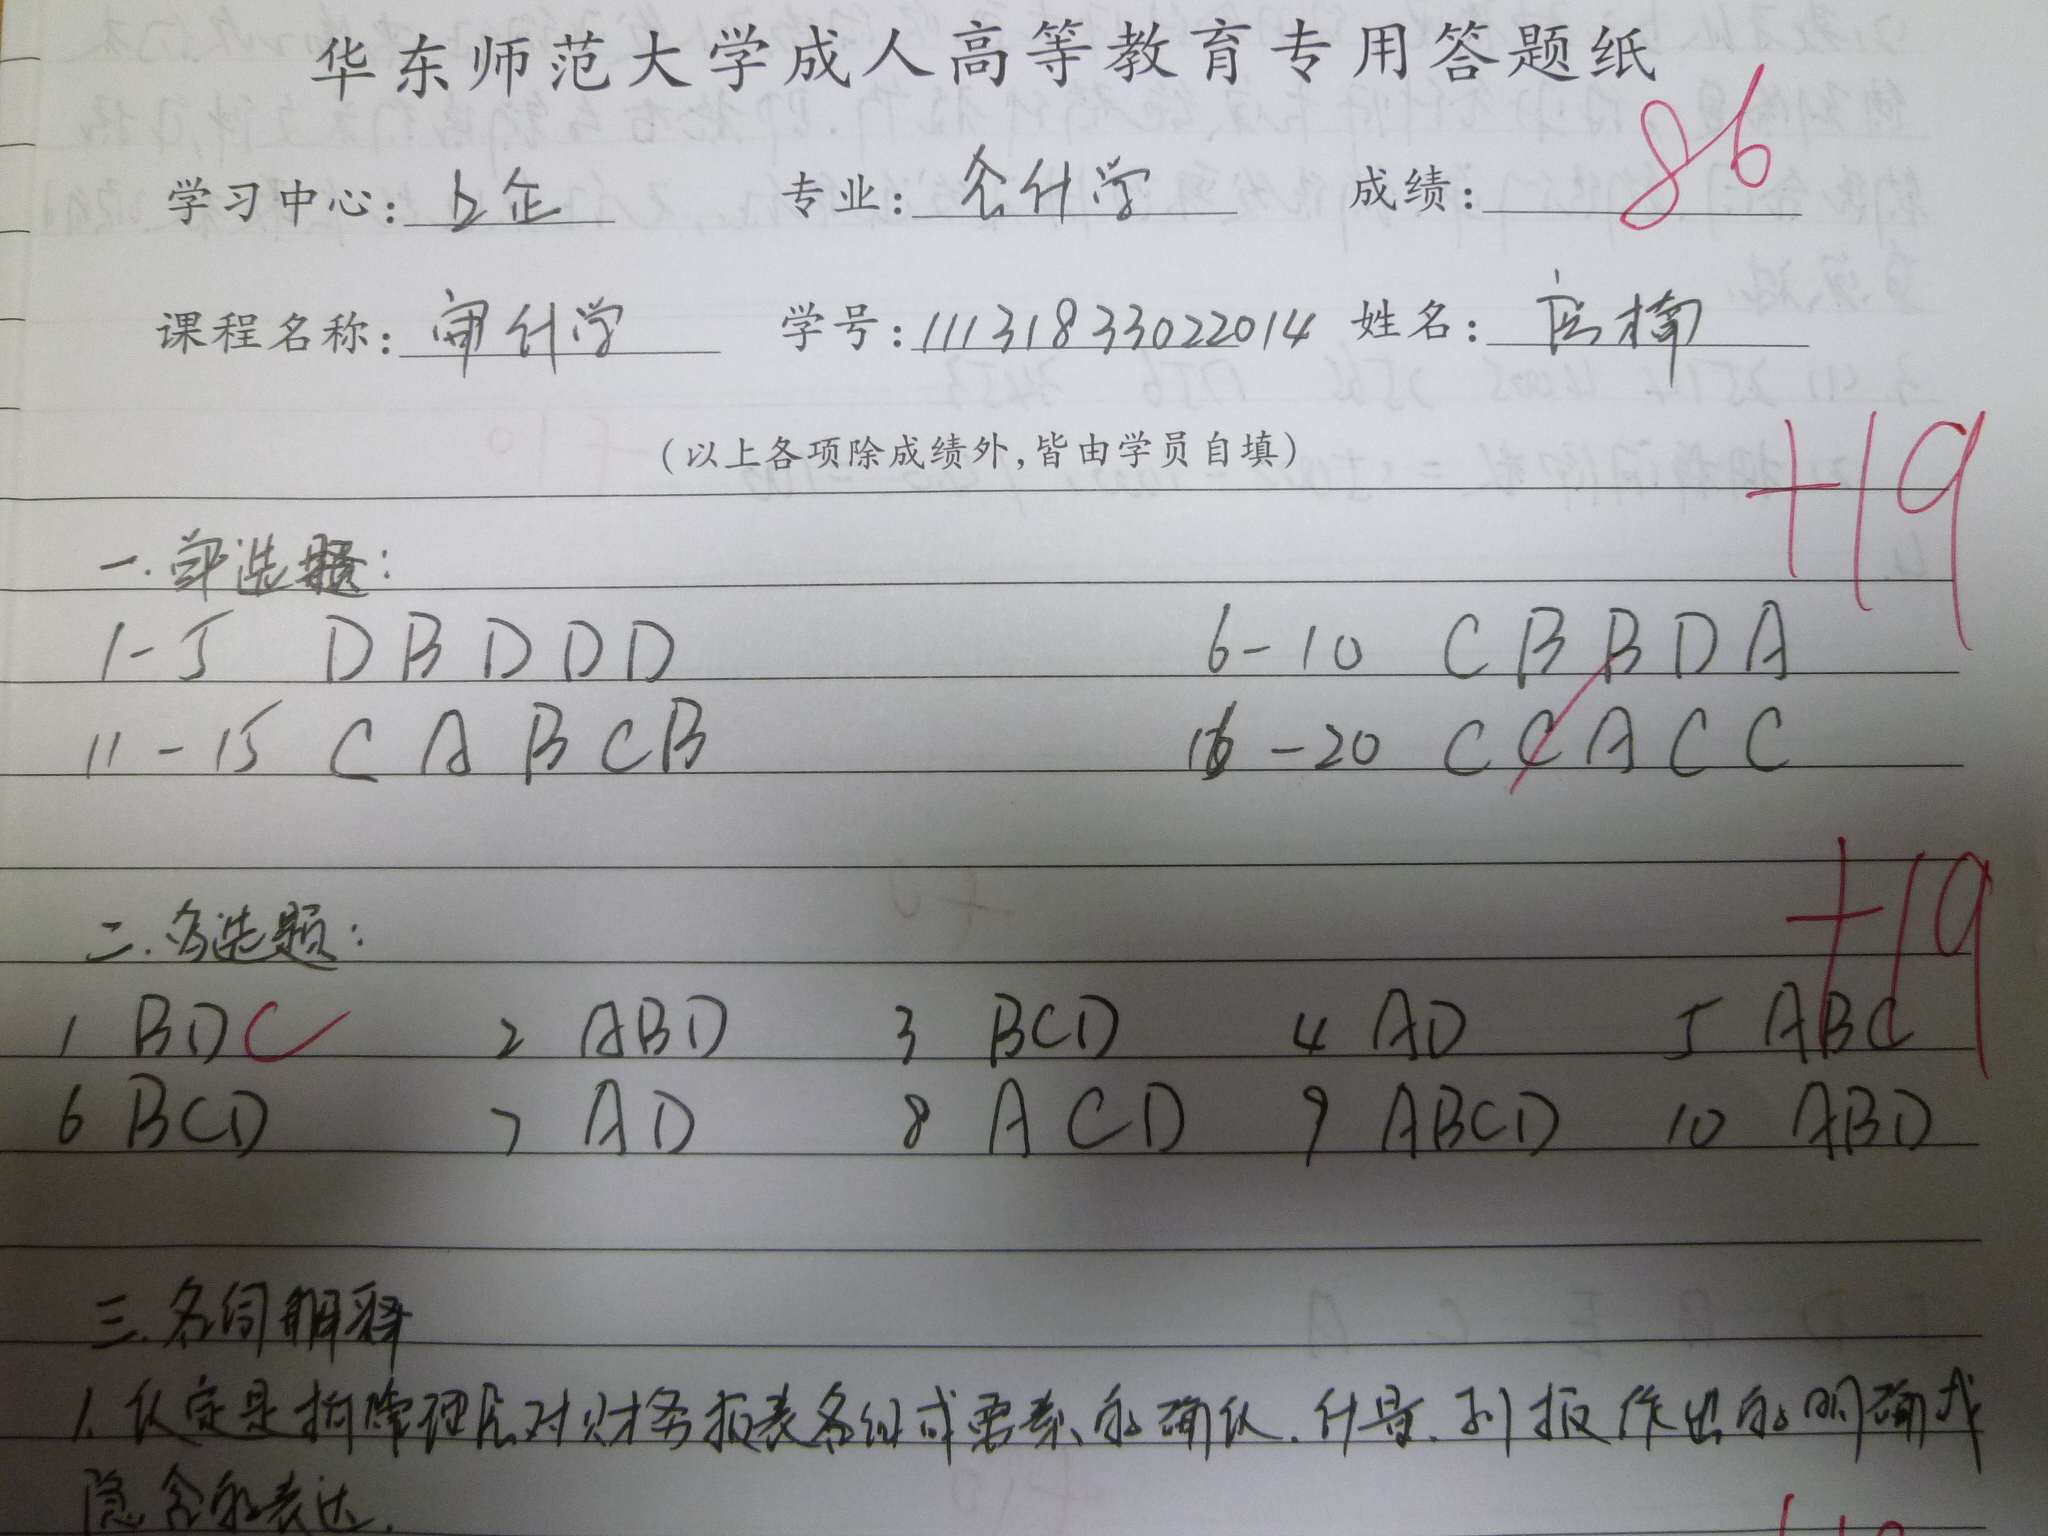 华东师范大学成人高等教育专用答题纸
学习中心: 上企 专业: 会计学 成绩: 86
课程名称: 审计学 学号: 11131833022014 姓名: 楠
(以上各项除成绩外,皆由学员自填)
+19
一.单选题:
1-5 D B D D D 6-10 C B B D A
11-15 C A B C B 16-20 C C A C C
+19
二.多选题:
1 BDC 2 ABD 3 BCD 4 AD 5 ABC
6 BCD 7 AD 8 ACD 9 ABCD 10 ABD
三.名词解释
1.认定是指管理层对财务报表各组成要素的确认.计量.列报作出的明确或
隐含的表达.